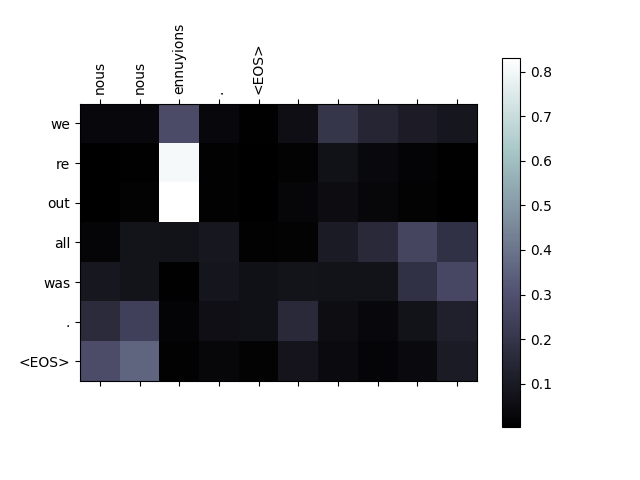 nous nous ennuyions . <EOS>
we
re
out
all
was
.
<EOS>
0.8
0.7
0.6
0.5
0.4
0.3
0.2
0.1